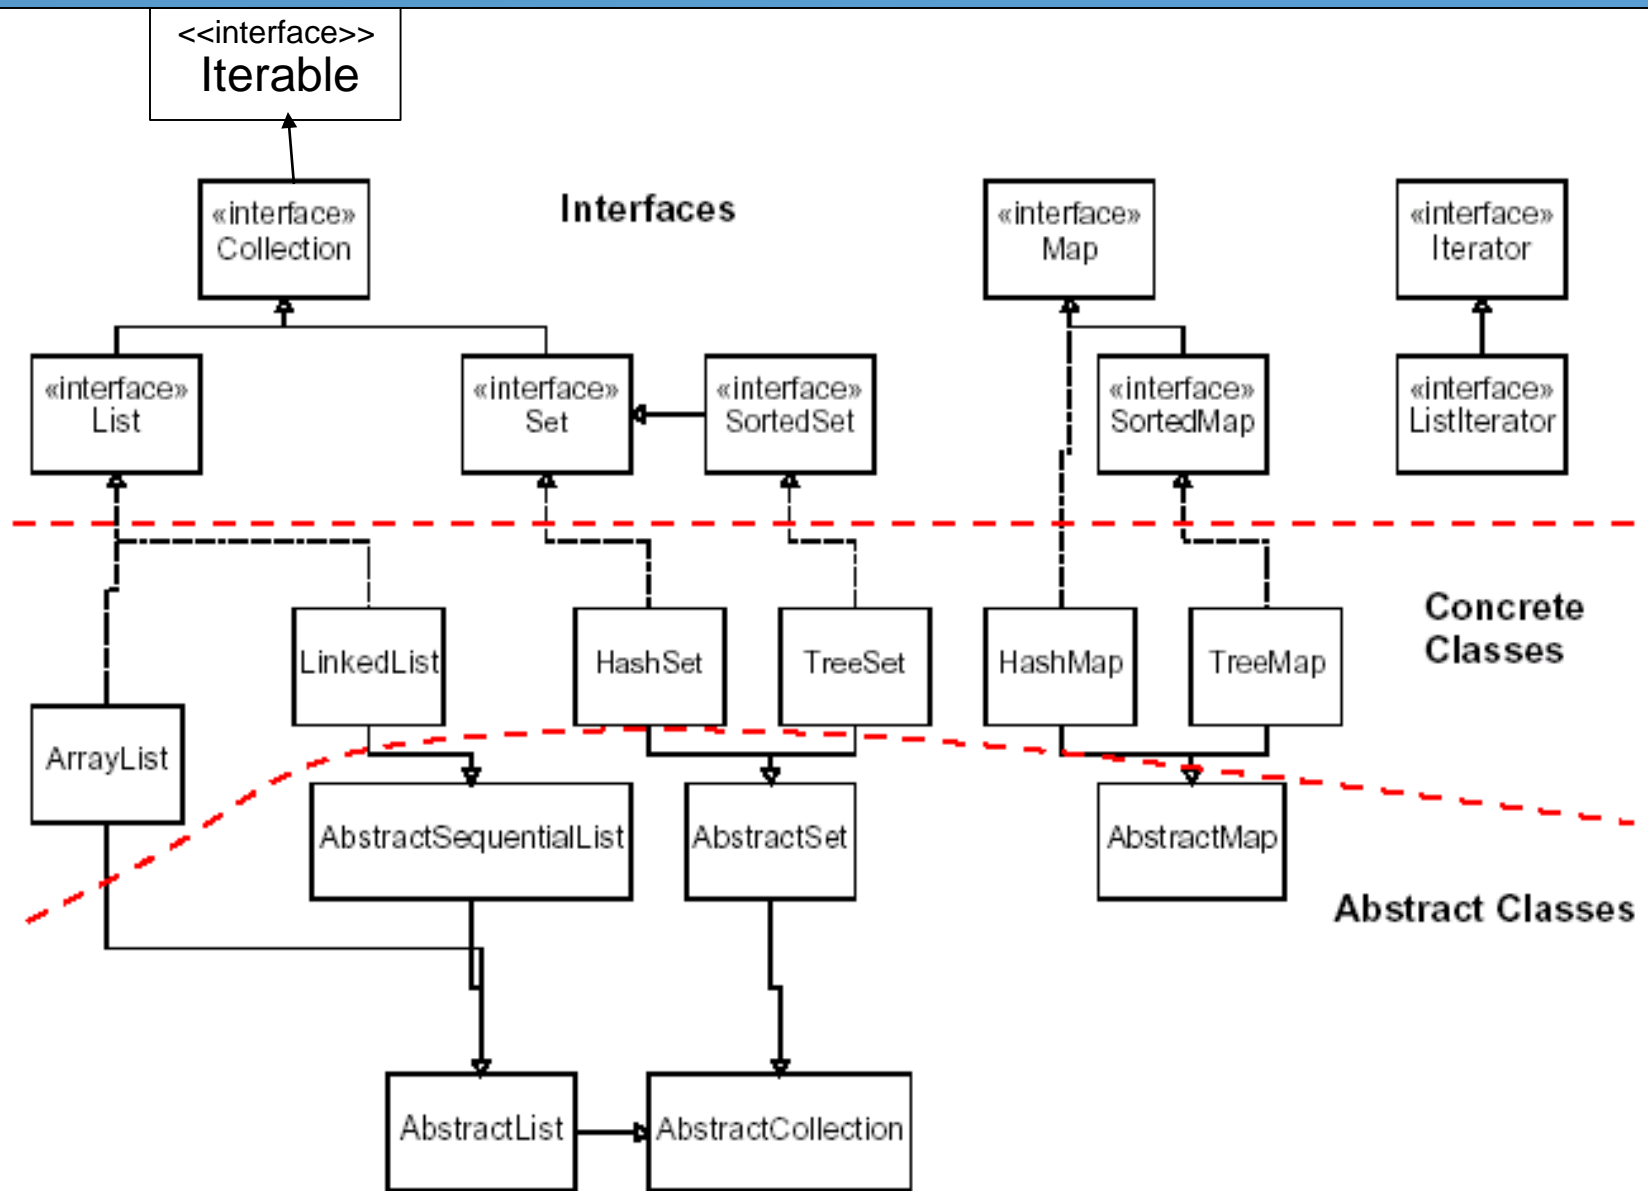 <<interface>>
Iterable
«interface»
Collection
Interfaces
«interface»
Map
«interface»
Iterator
«interface»
List
«interface»
Set
«interface»
SortedSet
«interface»
SortedMap
«interface»
ListIterator
Concrete
Classes
LinkedList
HashSet
TreeSet
HashMap
TreeMap
ArrayList
AbstractSequentialList
AbstractSet
AbstractMap
Abstract Classes
AbstractList
AbstractCollection